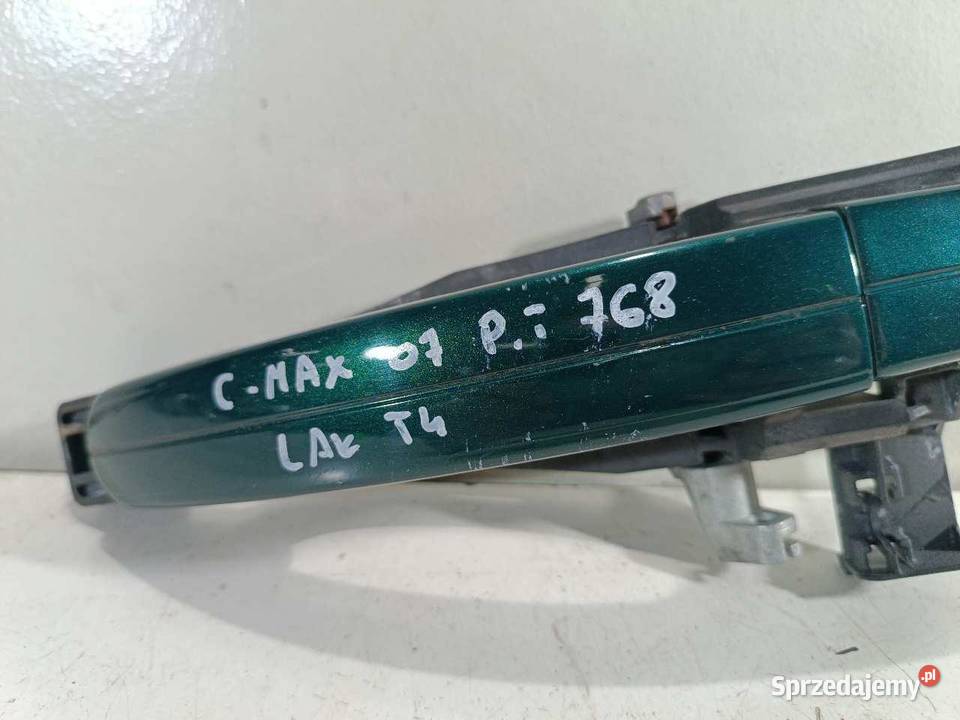 C-MAX 07 P.T 768
LAK T4
Sprzedajemy.pl